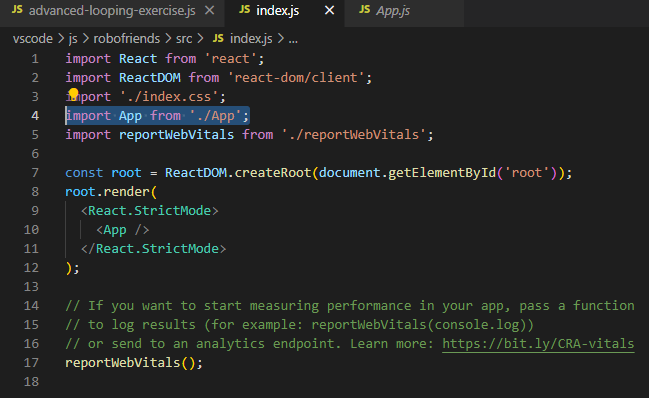 JS advanced-looping-exercise.js × JS index.js × JS App.js
vscode > js > robofriends > src > JS index.js > ...
1 import React from 'react';
2 import ReactDOM from 'react-dom/client';
3 import './index.css';
4 import App from './App';
5 import reportWebVitals from './reportWebVitals';
6
7 const root = ReactDOM.createRoot(document.getElementById('root'));
8 root.render(
9 <React.StrictMode>
10 <App />
11 </React.StrictMode>
12 );
13
14 // If you want to start measuring performance in your app, pass a function
15 // to log results (for example: reportWebVitals(console.log))
16 // or send to an analytics endpoint. Learn more: https://bit.ly/CRA-vitals
17 reportWebVitals();
18